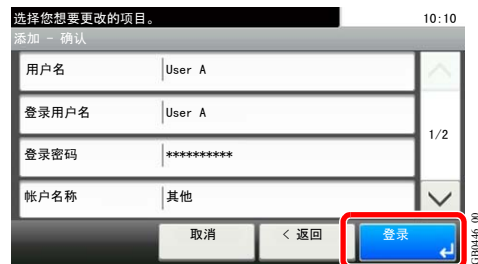 选择您想要更改的项目。 10:10
添加 - 确认
用户名 User A
登录用户名 User A
1/2
登录密码 **********
帐户名称 其他
取消 < 返回 登录
GB0446_00